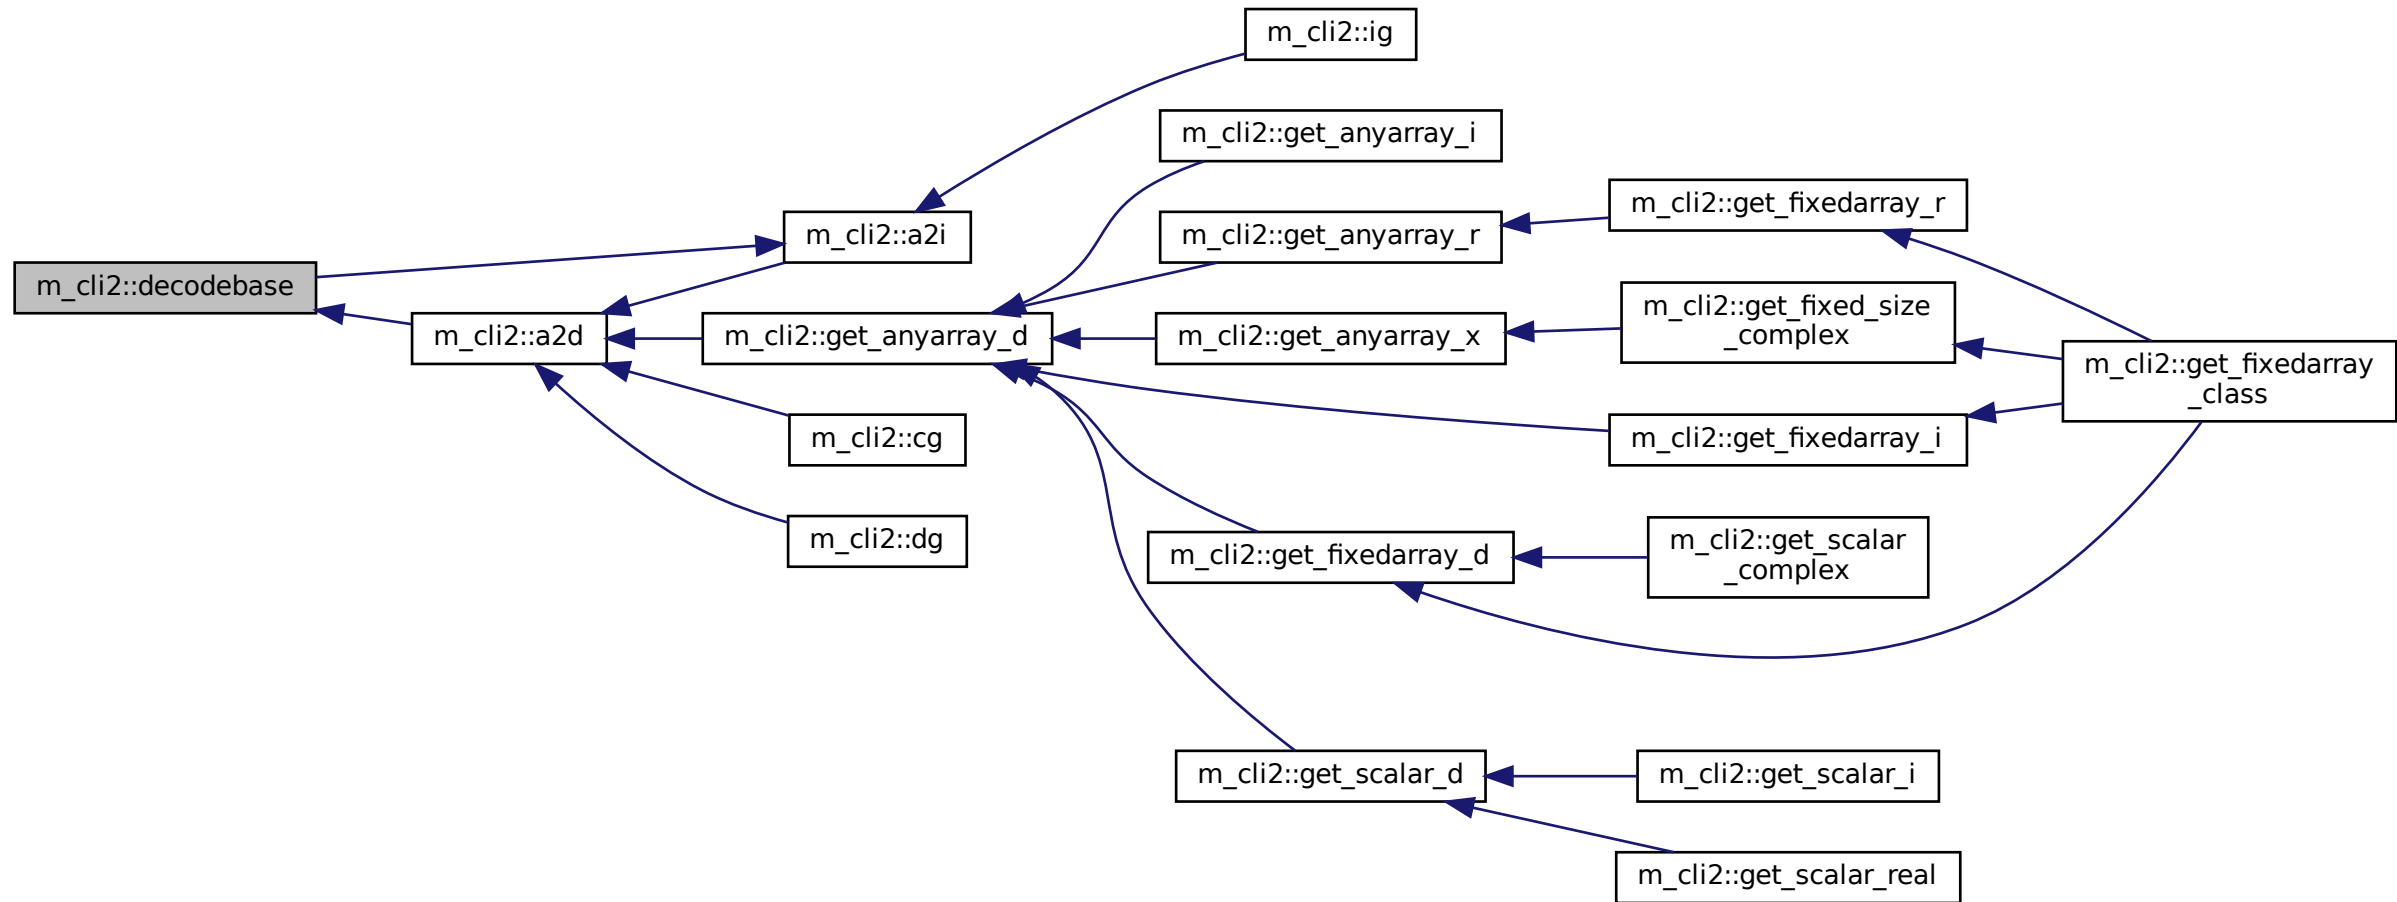 m_cli2::ig
m_cli2::get_anyarray_i
m_cli2::get_fixedarray_r
m_cli2::a2i
m_cli2::get_anyarray_r
m_cli2::decodebase
m_cli2::get_fixed_size
_complex
m_cli2::a2d
m_cli2::get_anyarray_d
m_cli2::get_anyarray_x
m_cli2::get_fixedarray
_class
m_cli2::cg
m_cli2::get_fixedarray_i
m_cli2::dg
m_cli2::get_fixedarray_d
m_cli2::get_scalar
_complex
m_cli2::get_scalar_d
m_cli2::get_scalar_i
m_cli2::get_scalar_real